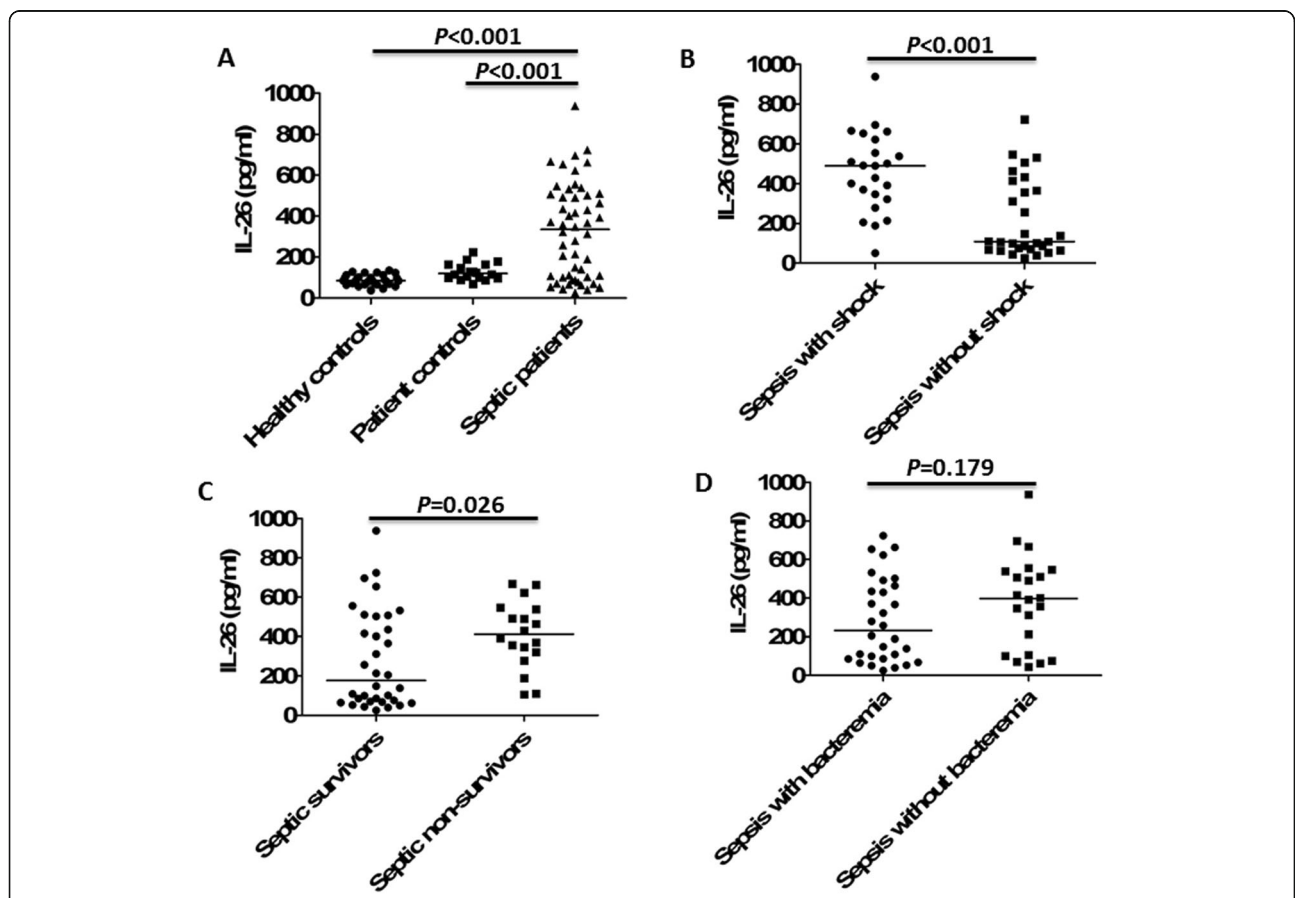 A
P<0.001
P<0.001
IL-26 (pg/ml)
1000
800
600
400
200
0
Healthy controls
Patient controls
Septic patients
B
P<0.001
IL-26 (pg/ml)
1000
800
600
400
200
0
Sepsis with shock
Sepsis without shock
C
P=0.026
IL-26 (pg/ml)
1000
800
600
400
200
0
Septic survivors
Septic non-survivors
D
P=0.179
IL-26 (pg/ml)
1000
800
600
400
200
0
Sepsis with bacteremia
Sepsis without bacteremia